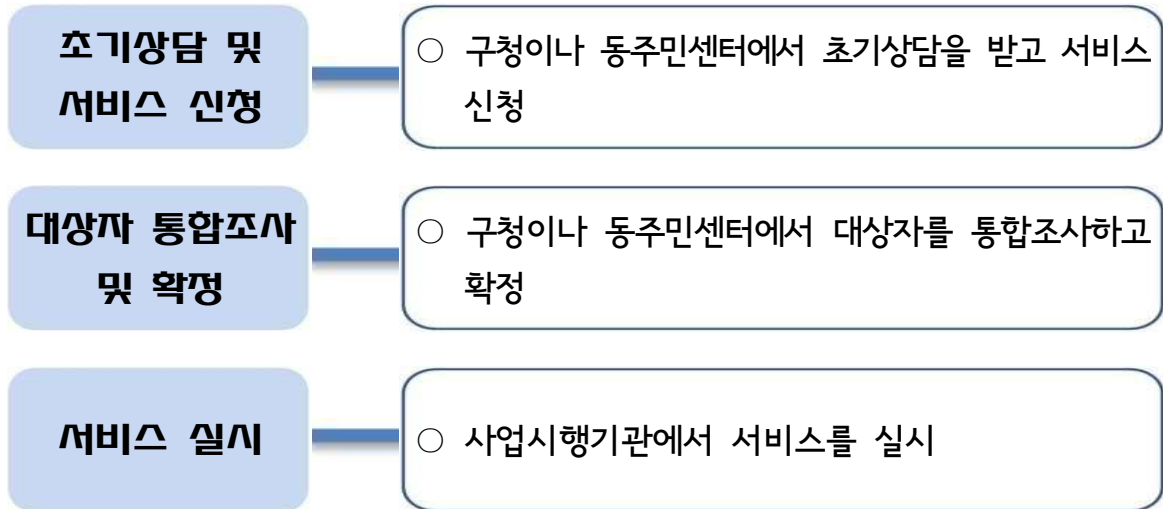 초기상담 및
서비스 신청
○ 구청이나 동주민센터에서 초기상담을 받고 서비스
신청
대상자 통합조사
및 확정
○ 구청이나 동주민센터에서 대상자를 통합조사하고
확정
서비스 실시
○ 사업시행기관에서 서비스를 실시